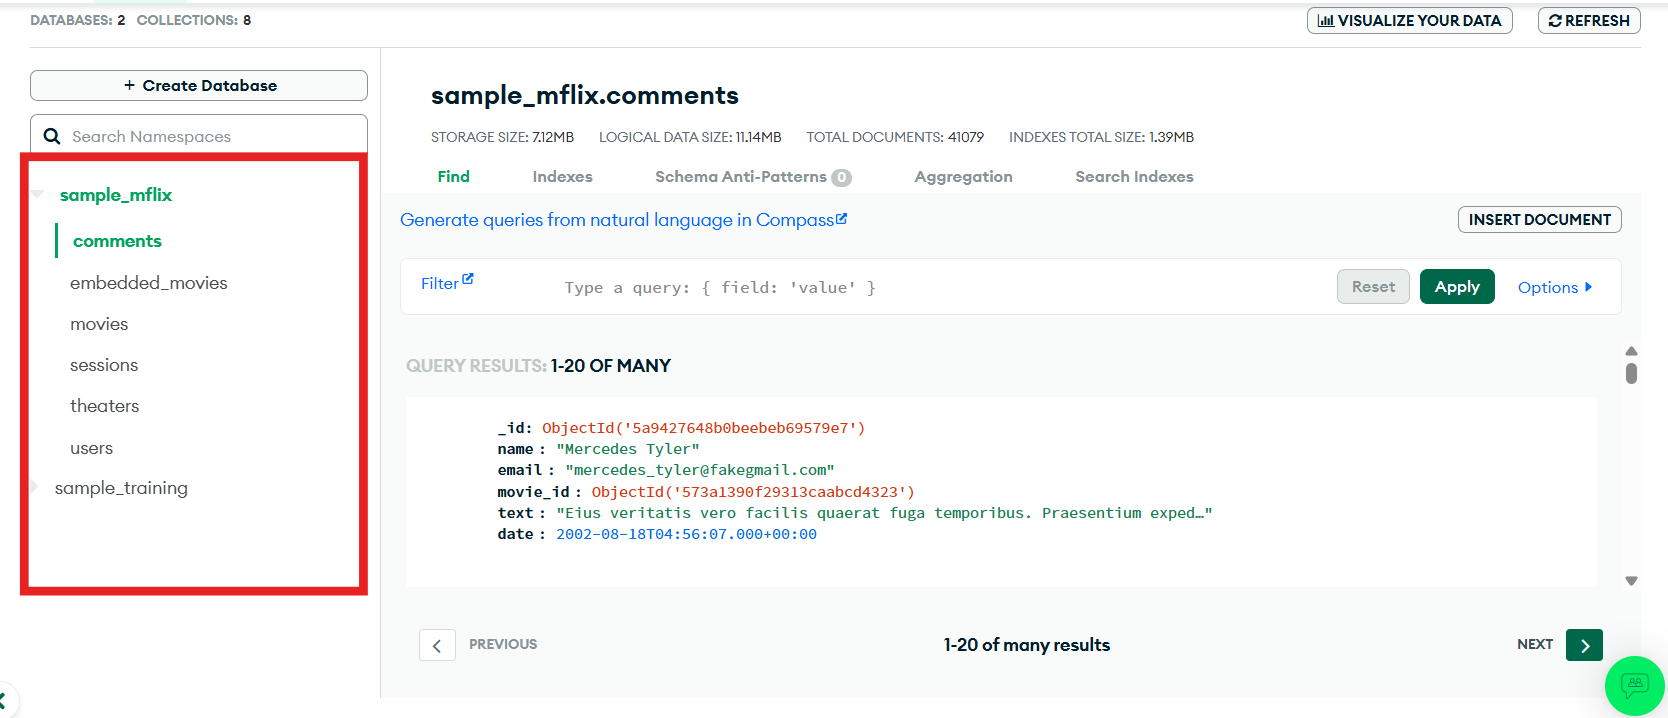 DATABASES: 2 COLLECTIONS: 8
VISUALIZE YOUR DATA
REFRESH
+ Create Database
Search Namespaces
sample_mflix
comments
embedded_movies
movies
sessions
theaters
users
sample_training
sample_mflix.comments
STORAGE SIZE: 7.12MB LOGICAL DATA SIZE: 11.14MB TOTAL DOCUMENTS: 41079 INDEXES TOTAL SIZE: 1.39MB
Find Indexes Schema Anti-Patterns 0 Aggregation Search Indexes
Generate queries from natural language in Compass
INSERT DOCUMENT
Filter Type a query: { field: 'value' } Reset Apply Options
QUERY RESULTS: 1-20 OF MANY
_id: ObjectId('5a9427648b0beebeb69579e7')
name : "Mercedes Tyler"
email : "mercedes_tyler@fakegmail.com"
movie_id : ObjectId('573a1390f29313caabcd4323')
text : "Eius veritatis vero facilis quaerat fuga temporibus. Praesentium exped…"
date : 2002-08-18T04:56:07.000+00:00
PREVIOUS 1-20 of many results NEXT